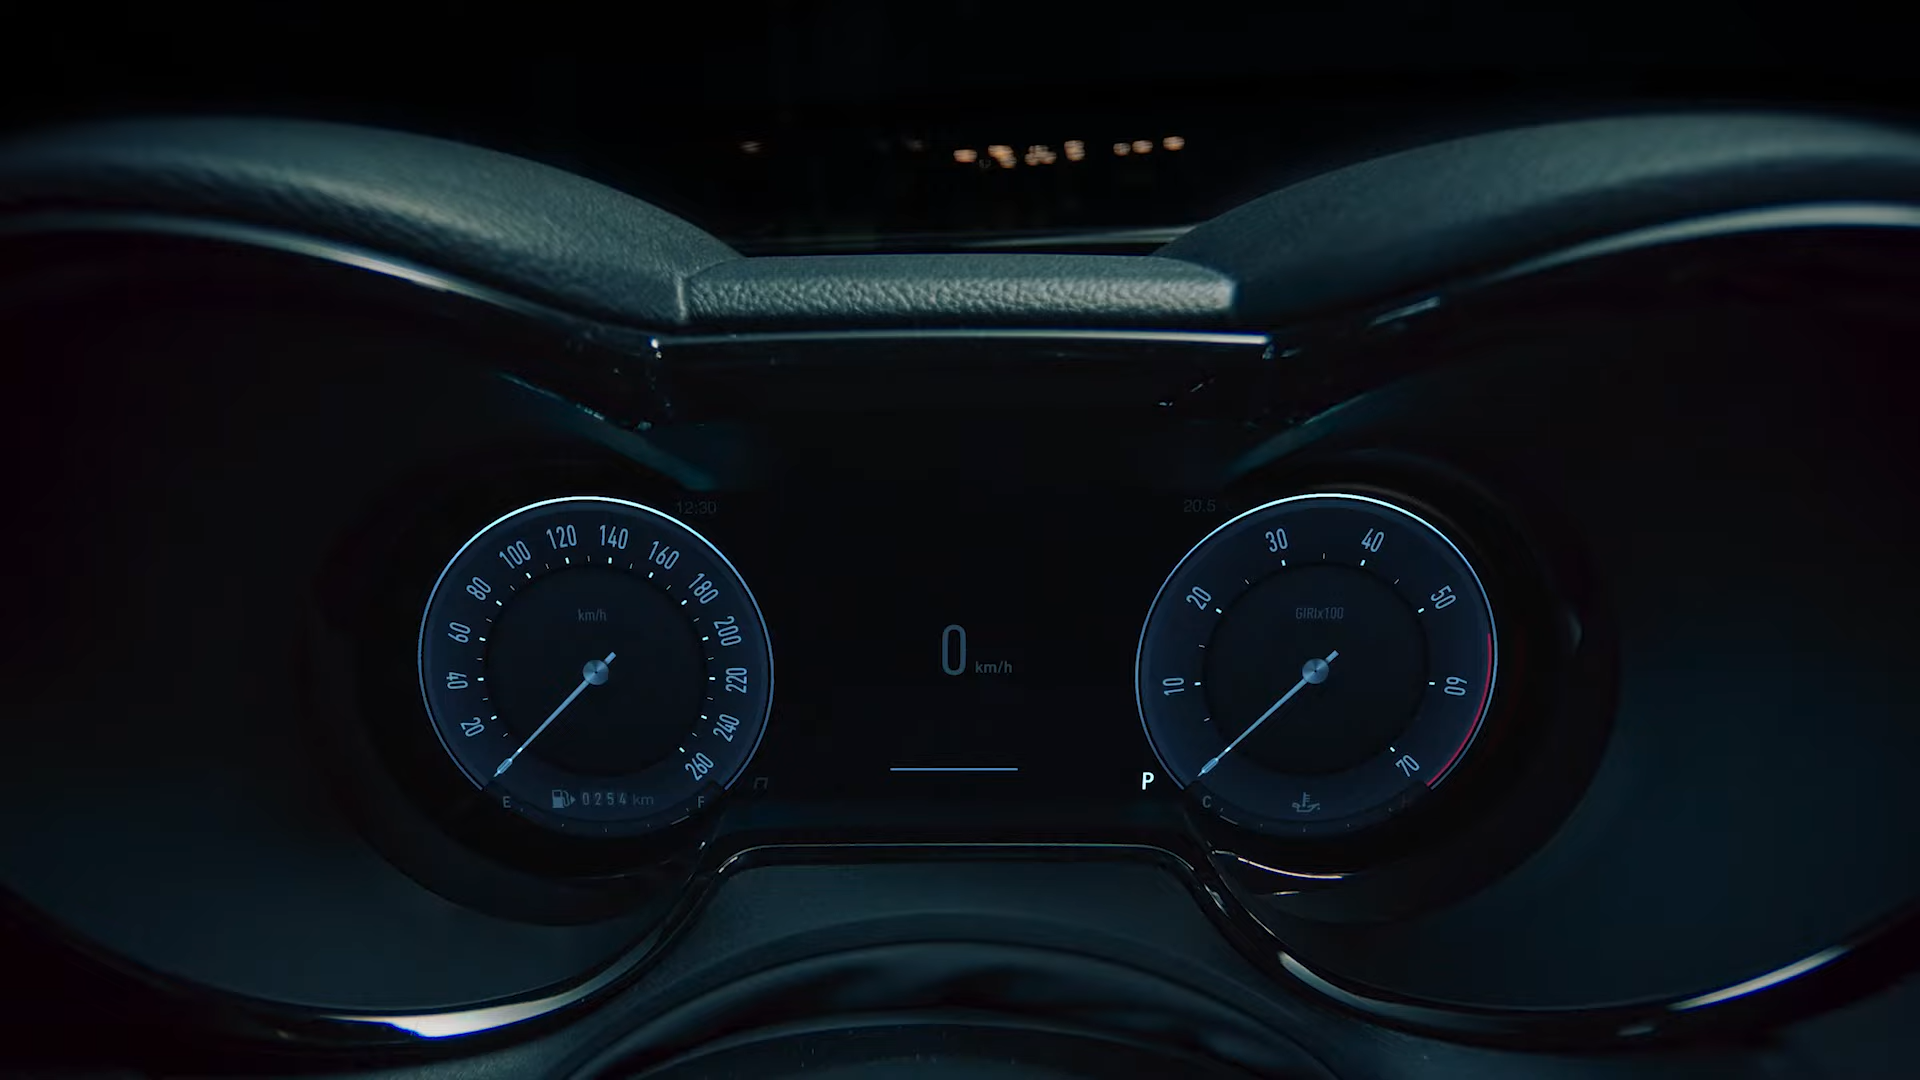 12:30
20 40 60 80 100 120 140 160 180 200 220 240 260
km/h
E 0254 km F
0 km/h
P
20.5
10 20 30 40 50 60 70
GIRIx100
C